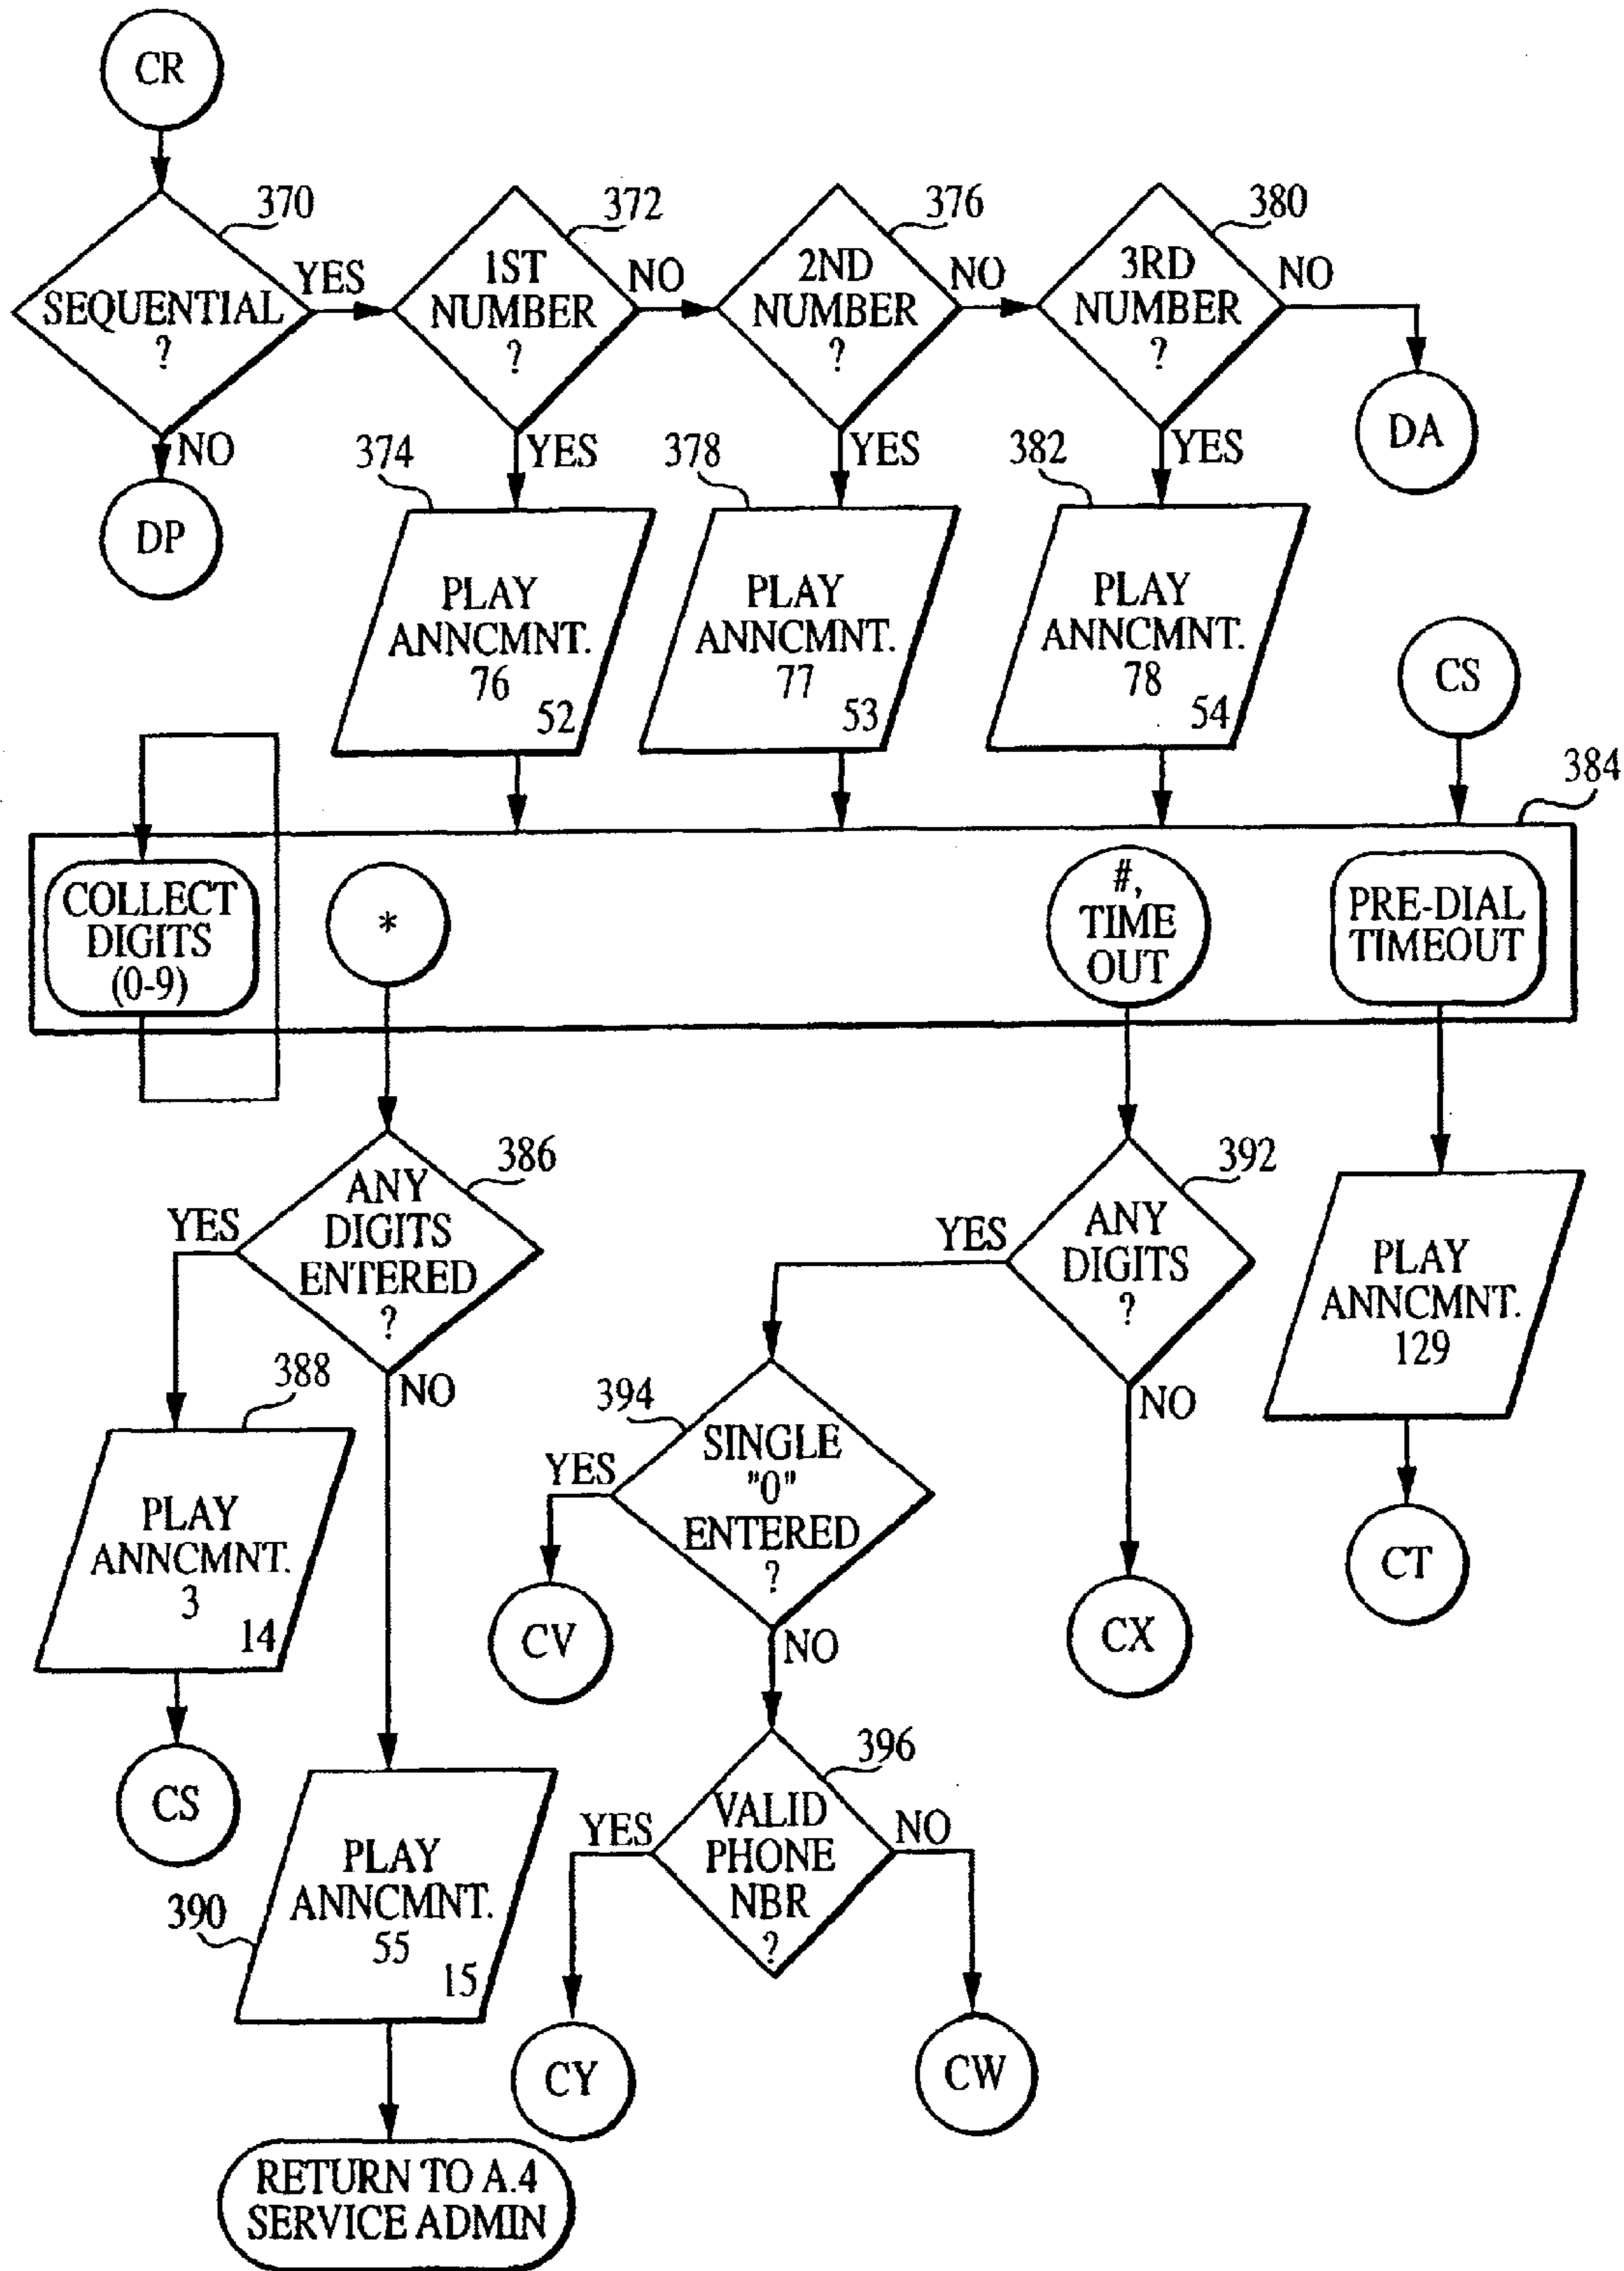 CR
370
372
376
380
SEQUENTIAL
?
YES
1ST
NUMBER
?
NO
2ND
NUMBER
?
NO
3RD
NUMBER
?
NO
DA
NO
DP
374
YES
378
YES
382
YES
PLAY
ANNCMNT.
76
52
PLAY
ANNCMNT.
77
53
PLAY
ANNCMNT.
78
54
CS
384
COLLECT
DIGITS
(0-9)
*
#,
TIME
OUT
PRE-DIAL
TIMEOUT
386
YES
ANY
DIGITS
ENTERED
?
NO
392
YES
ANY
DIGITS
?
NO
PLAY
ANNCMNT.
129
CT
388
PLAY
ANNCMNT.
3
14
CS
394
YES
SINGLE
"0"
ENTERED
?
NO
CV
CX
390
PLAY
ANNCMNT.
55
15
396
YES
VALID
PHONE
NBR
?
NO
CY
CW
RETURN TO A.4
SERVICE ADMIN